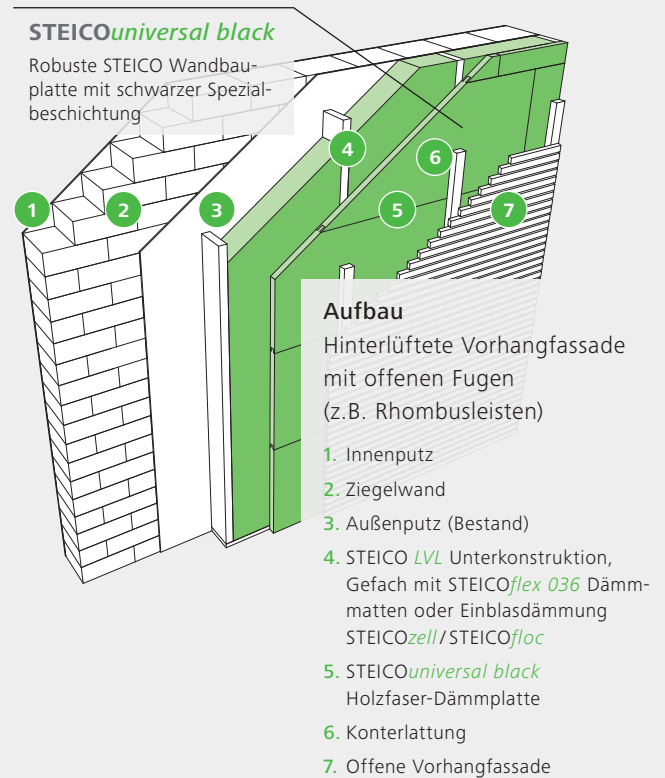 STEICOuniversal black
Robuste STEICO Wandbau-
platte mit schwarzer Spezial-
beschichtung
4
6
1
2
3
5
7
Aufbau
Hinterlüftete Vorhangfassade
mit offenen Fugen
(z.B. Rhombusleisten)
1. Innenputz
2. Ziegelwand
3. Außenputz (Bestand)
4. STEICO LVL Unterkonstruktion,
Gefach mit STEICOflex 036 Dämm-
matten oder Einblasdämmung
STEICOzell/STEICOfloc
5. STEICOuniversal black
Holzfaser-Dämmplatte
6. Konterlattung
7. Offene Vorhangfassade